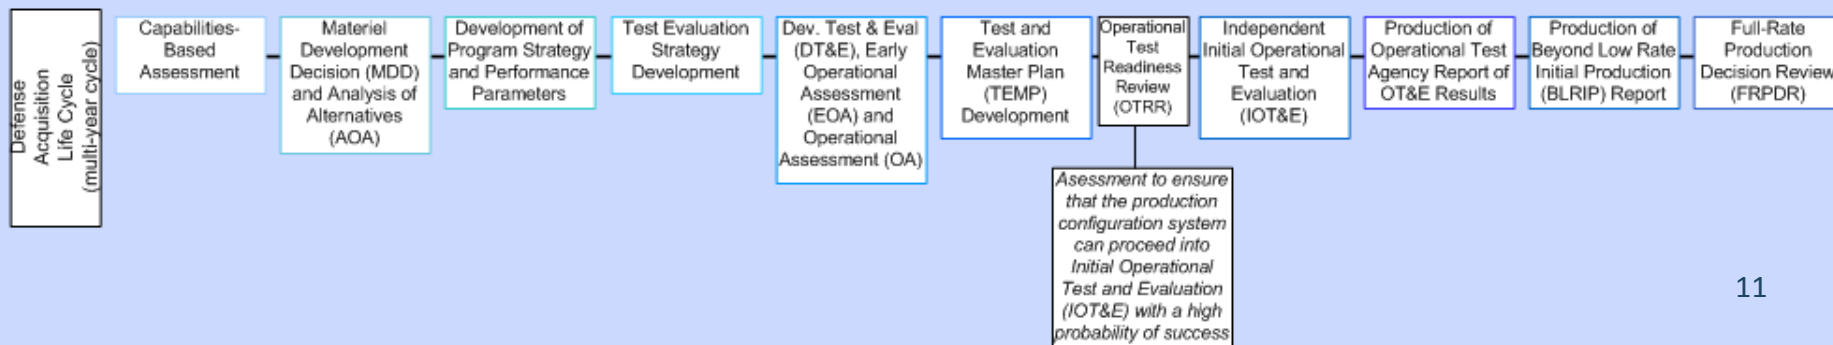 Defense
Acquisition
Life Cycle
(multi-year cycle)
Capabilities-
Based
Assessment
Materiel
Development
Decision (MDD)
and Analysis of
Alternatives
(AOA)
Development of
Program Strategy
and Performance
Parameters
Test Evaluation
Strategy
Development
Dev. Test & Eval
(DT&E), Early
Operational
Assessment
(EOA) and
Operational
Assessment (OA)
Test and
Evaluation
Master Plan
(TEMP)
Development
Operational
Test
Readiness
Review
(OTRR)
Independent
Initial Operational
Test and
Evaluation
(IOT&E)
Production of
Operational Test
Agency Report of
OT&E Results
Production of
Beyond Low Rate
Initial Production
(BLRIP) Report
Full-Rate
Production
Decision Review
(FRPDR)
Asessment to ensure
that the production
configuration system
can proceed into
Initial Operational
Test and Evaluation
(IOT&E) with a high
probability of success
11